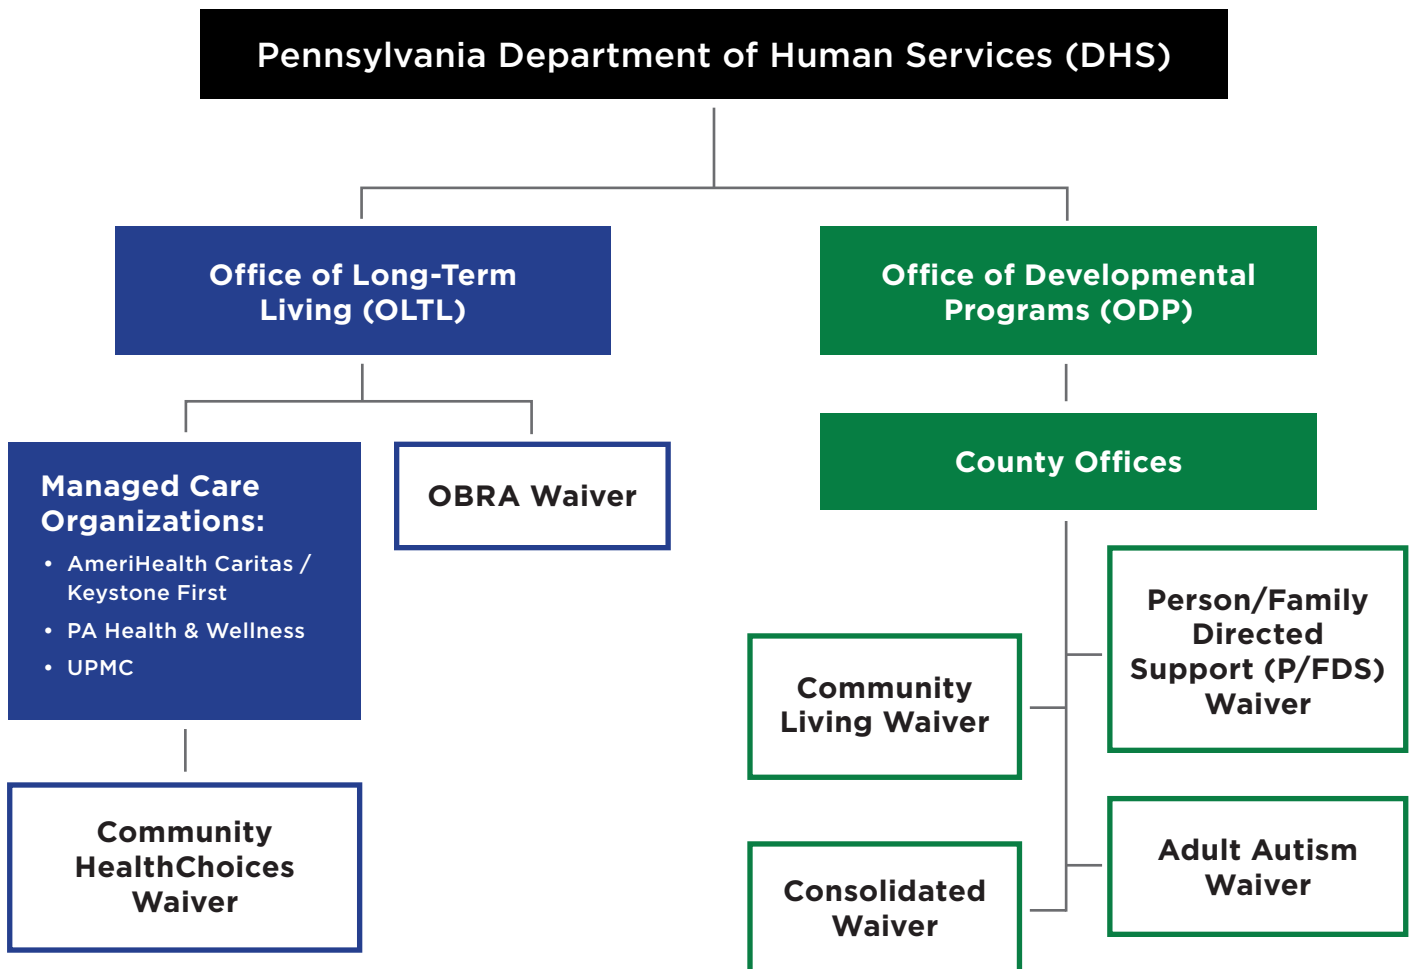 Pennsylvania Department of Human Services (DHS)
Office of Long-Term
Living (OLTL)
Office of Developmental
Programs (ODP)
Managed Care
Organizations:
• AmeriHealth Caritas /
Keystone First
• PA Health & Wellness
• UPMC
OBRA Waiver
County Offices
Community
HealthChoices
Waiver
Community
Living Waiver
Person/Family
Directed
Support (P/FDS)
Waiver
Consolidated
Waiver
Adult Autism
Waiver